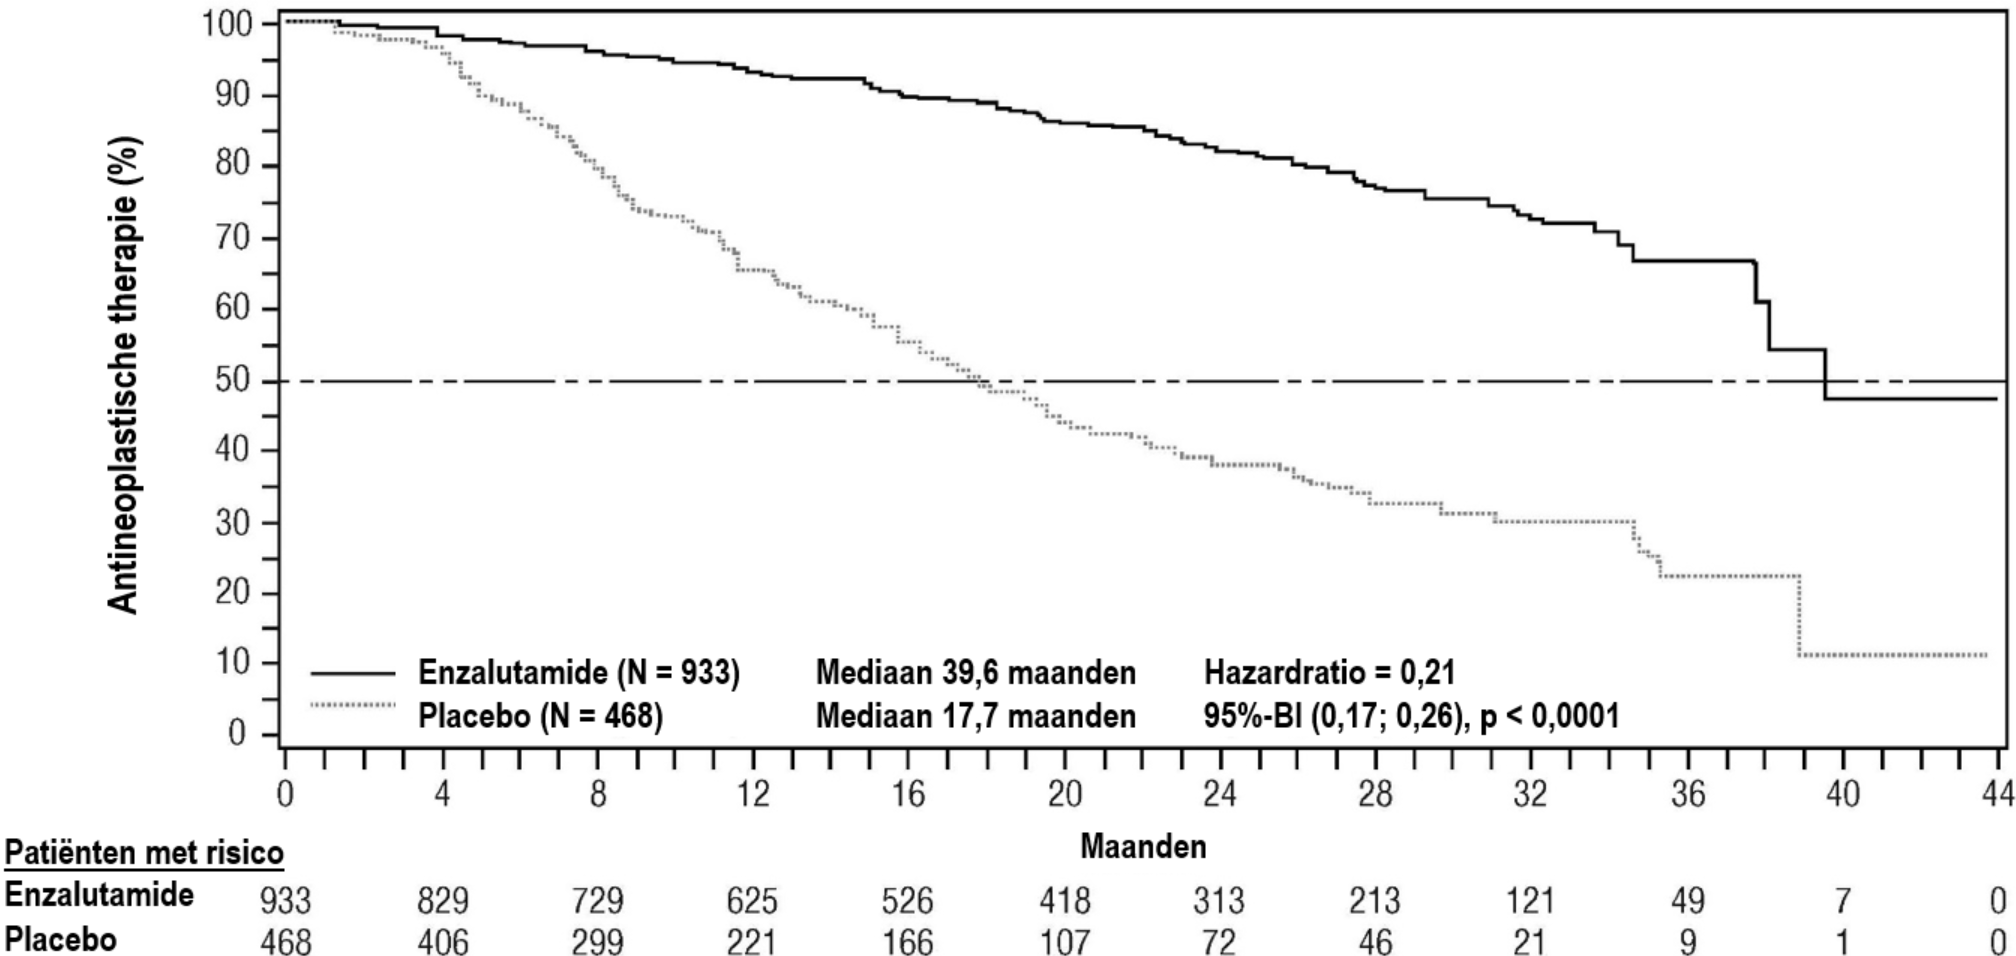 Antineoplastische therapie (%)
100
90
80
70
60
50
40
30
20
10
0
Enzalutamide (N = 933) Mediaan 39,6 maanden Hazardratio = 0,21
Placebo (N = 468) Mediaan 17,7 maanden 95%-BI (0,17; 0,26), p < 0,0001
0 4 8 12 16 20 24 28 32 36 40 44
Maanden
Patiënten met risico
Enzalutamide 933 829 729 625 526 418 313 213 121 49 7 0
Placebo 468 406 299 221 166 107 72 46 21 9 1 0